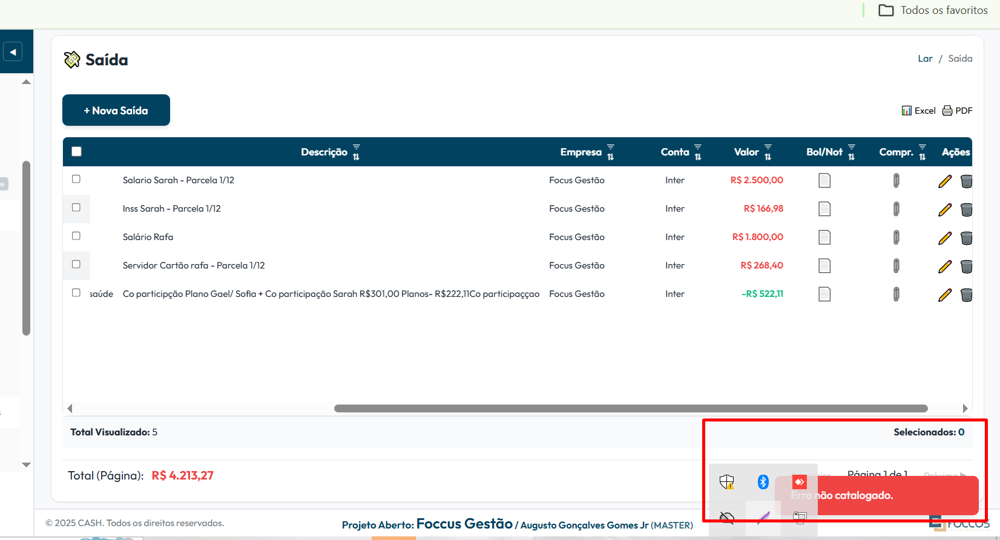 Todos os favoritos
Saída
Lar / Saída
+ Nova Saída
Excel PDF
Descrição Empresa Conta Valor Bol/Not Compr. Ações
Salario Sarah - Parcela 1/12 Focus Gestão Inter R$ 2.500,00
Inss Sarah - Parcela 1/12 Focus Gestão Inter R$ 166,98
Salário Rafa Focus Gestão Inter R$ 1.800,00
Servidor Cartão rafa - Parcela 1/12 Focus Gestão Inter R$ 268,40
saúde Co particpção Plano Gael/ Sofia + Co participação Sarah R$301,00 Planos- R$222,11Co participaççao Focus Gestão Inter -R$ 522,11
Total Visualizado: 5
Selecionados: 0
Total (Página): R$ 4.213,27
Página 1 de 1 Próxima
Erro não catalogado.
© 2025 CASH. Todos os direitos reservados.
Projeto Aberto: Foccus Gestão / Augusto Gonçalves Gomes Jr (MASTER)
FOCCUS